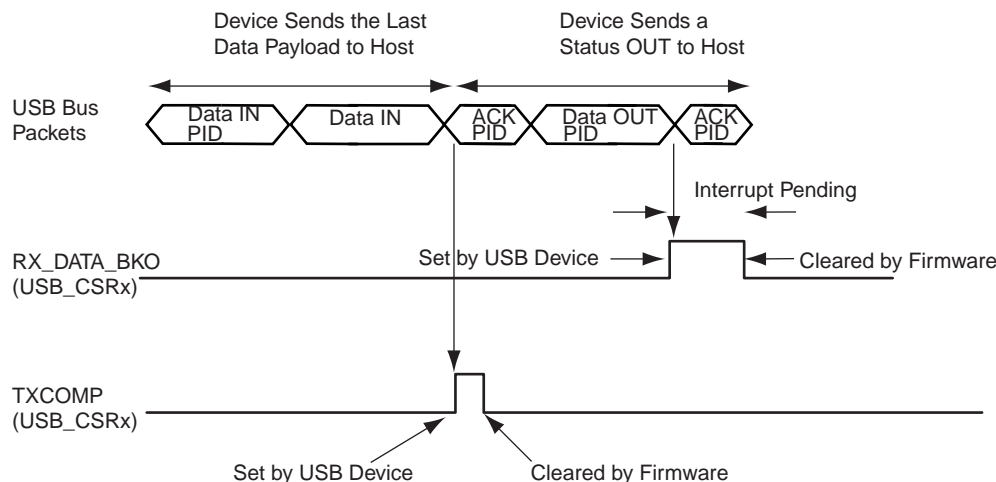 Device Sends the Last
Data Payload to Host
Device Sends a
Status OUT to Host
USB Bus
Packets
Data IN
PID
Data IN
ACK
PID
Data OUT
PID
ACK
PID
Interrupt Pending
RX_DATA_BKO
(USB_CSRx)
Set by USB Device
Cleared by Firmware
TXCOMP
(USB_CSRx)
Set by USB Device
Cleared by Firmware